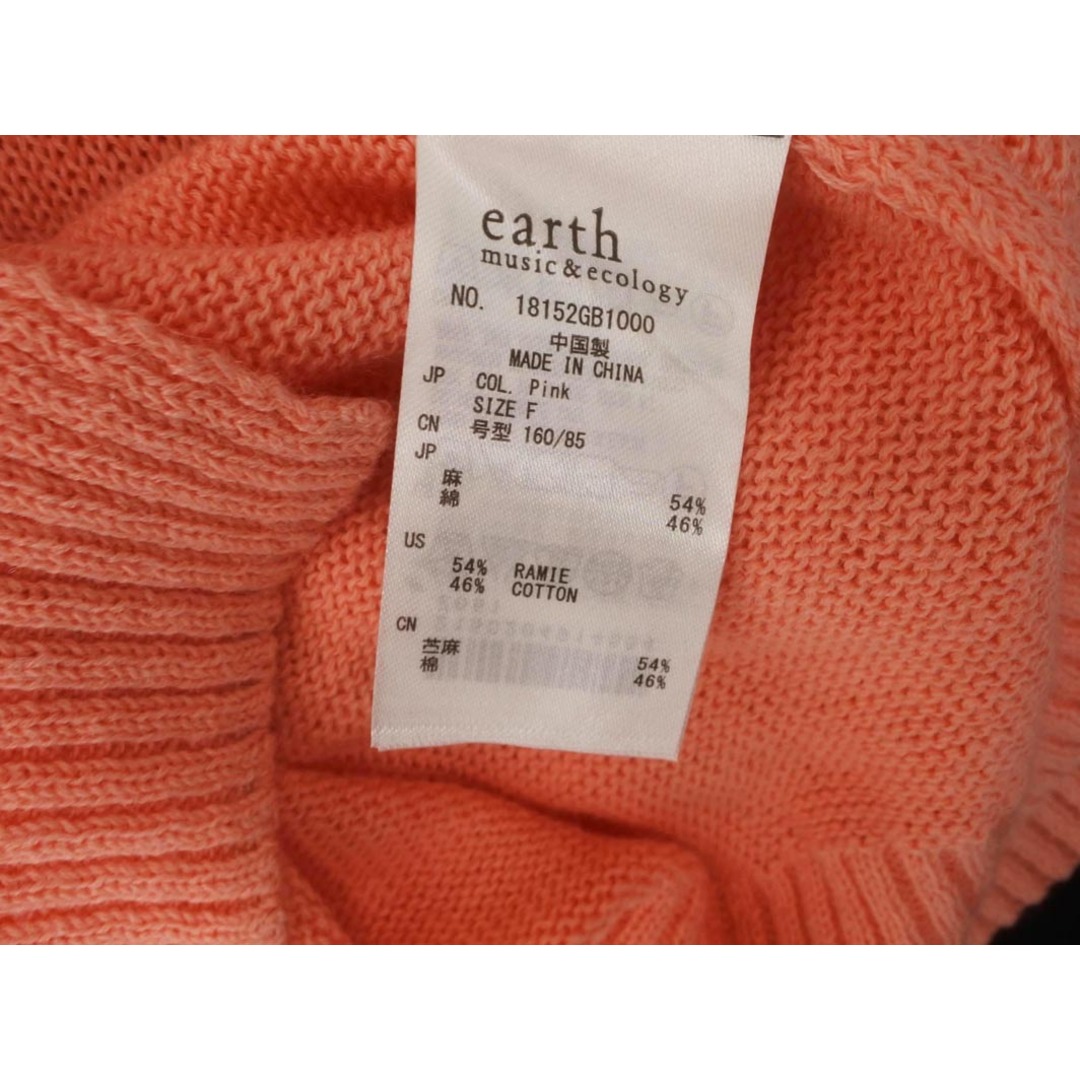 earth
music&ecology
NO. 18152GB1000
中国製
MADE IN CHINA
JP COL. Pink
SIZE F
CN 号型 160/85
JP
麻 54%
綿 46%
US
54% RAMIE
46% COTTON
CN
苎麻 54%
棉 46%